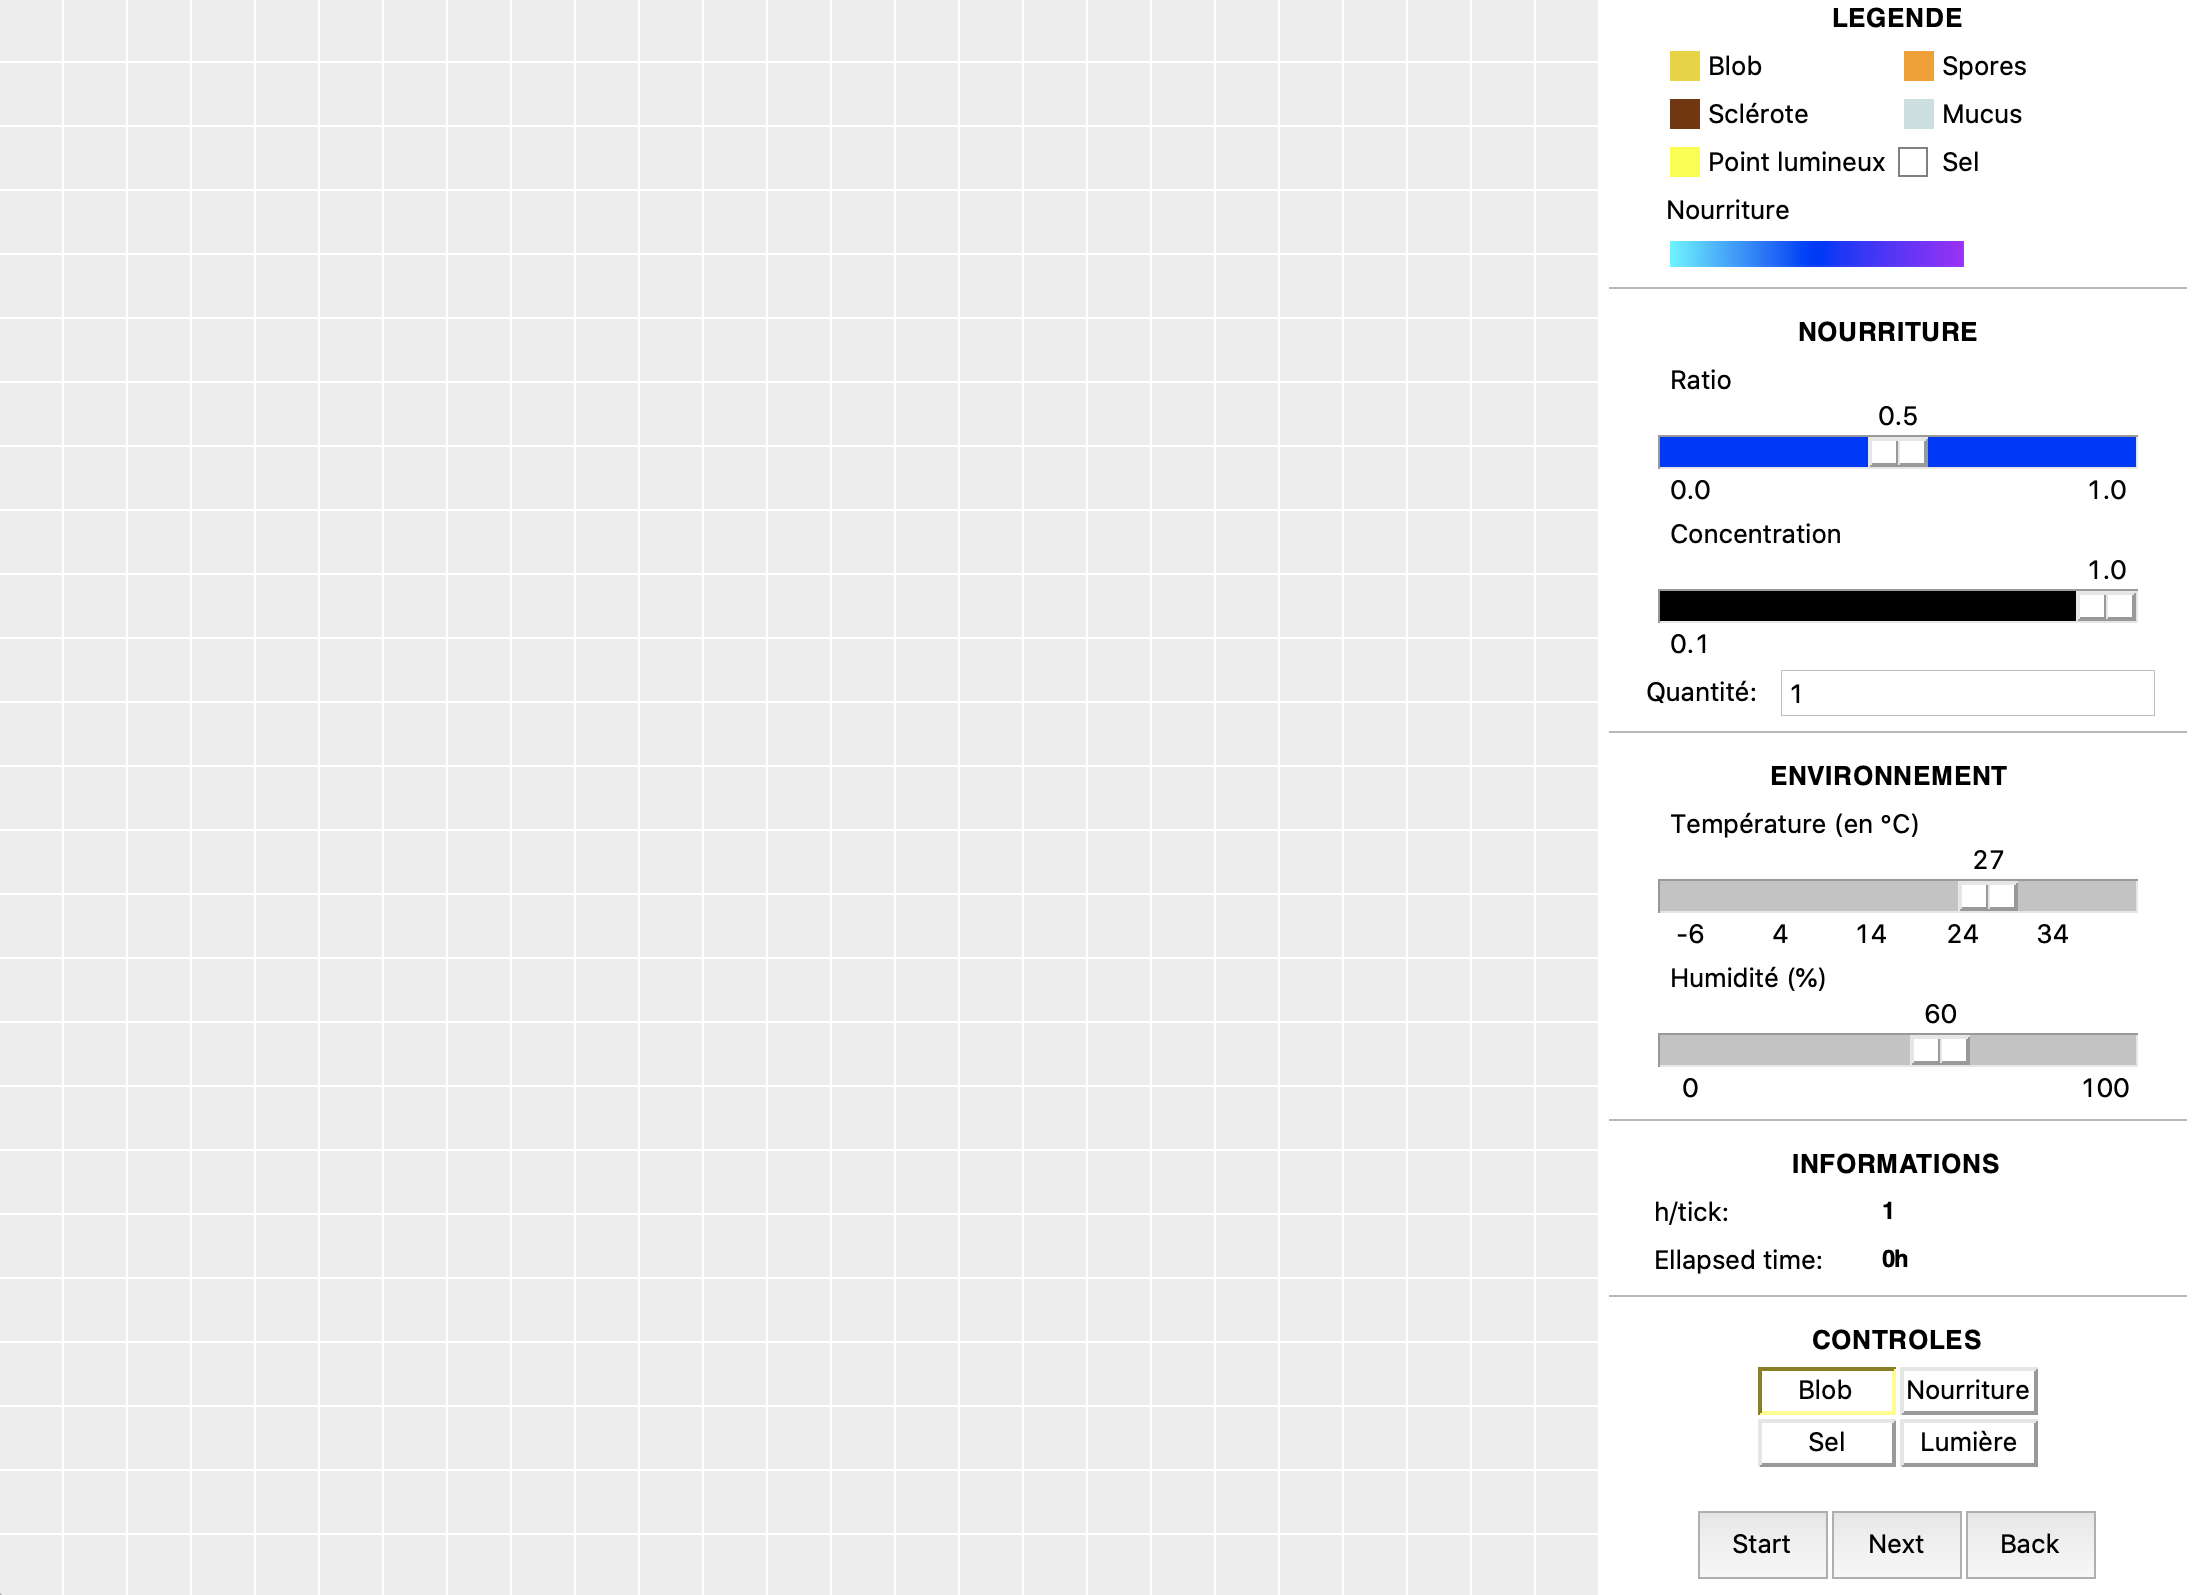 LEGENDE
Blob Spores
Sclérote Mucus
Point lumineux Sel
Nourriture
NOURRITURE
Ratio
0.5
0.0 1.0
Concentration
1.0
0.1
Quantité: 1
ENVIRONNEMENT
Température (en °C)
27
-6 4 14 24 34
Humidité (%)
60
0 100
INFORMATIONS
h/tick: 1
Ellapsed time: 0h
CONTROLES
Blob Nourriture
Sel Lumière
Start Next Back